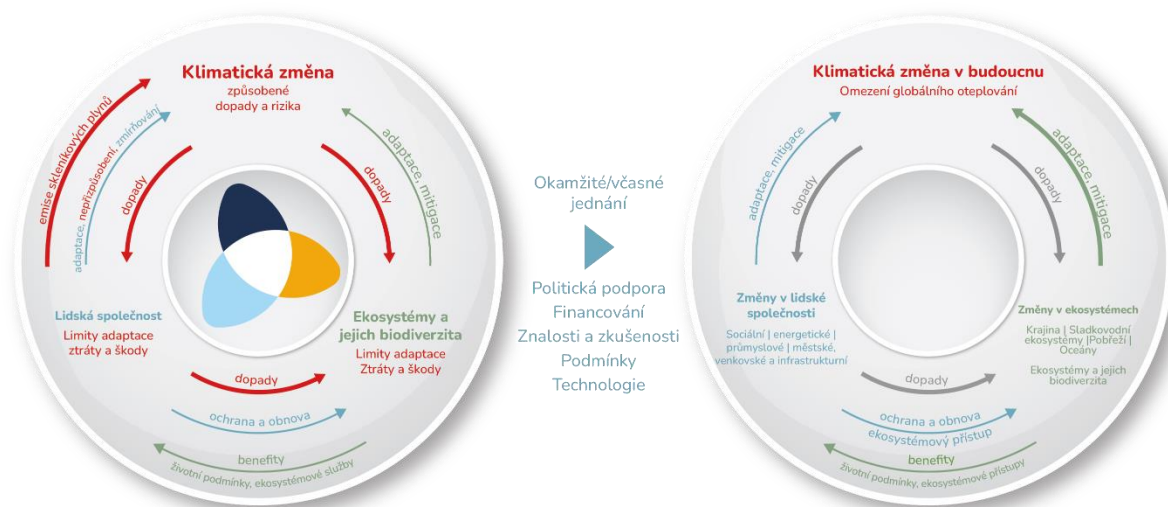 Klimatická změna
způsobené
dopady a rizika
emise skleníkových plynů
adaptace, nepřizpůsobení, zmírňování
dopady
dopady
adaptace, mitigace
Lidská společnost
Limity adaptace
ztráty a škody
Ekosystémy a
jejich biodiverzita
Limity adaptace
Ztráty a škody
dopady
ochrana a obnova
benefity
životní podmínky, ekosystémové služby
Okamžité/včasné
jednání
Politická podpora
Financování
Znalosti a zkušenosti
Podmínky
Technologie
Klimatická změna v budoucnu
Omezení globálního oteplování
adaptace, mitigace
dopady
dopady
adaptace, mitigace
Změny v lidské
společnosti
Sociální | energetické |
průmyslové | městské,
venkovské a infrastrukturní
Změny v ekosystémech
Krajina | Sladkovodní
ekosystémy |Pobřeží |
Oceány
Ekosystémy a jejich
biodiverzita
dopady
ochrana a obnova
ekosystémový přístup
benefity
životní podmínky, ekosystémové přístupy